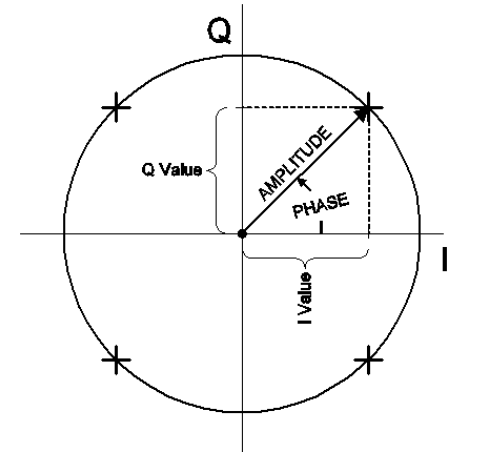 Q
AMPLITUDE
Q Value
PHASE
I
I Value